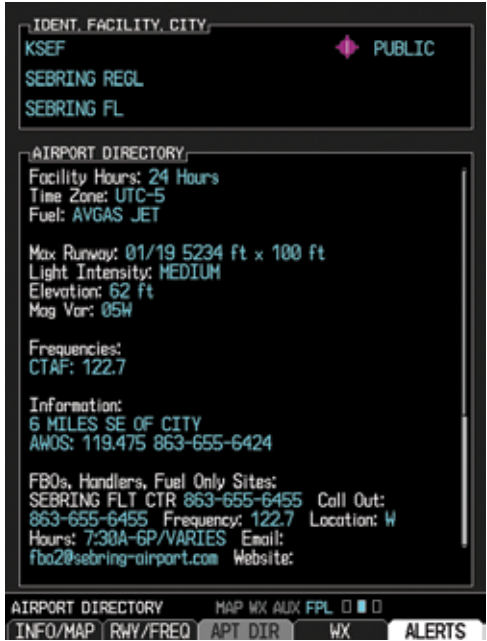 IDENT, FACILITY, CITY
KSEF PUBLIC
SEBRING REGL
SEBRING FL
AIRPORT DIRECTORY
Facility Hours: 24 Hours
Time Zone: UTC-5
Fuel: AVGAS JET
Max Runway: 01/19 5234 ft x 100 ft
Light Intensity: MEDIUM
Elevation: 62 ft
Mag Var: 05W
Frequencies:
CTAF: 122.7
Information:
6 MILES SE OF CITY
AWOS: 119.475 863-655-6424
FBOs, Handlers, Fuel Only Sites:
SEBRING FLT CTR 863-655-6455 Call Out:
863-655-6455 Frequency: 122.7 Location: W
Hours: 7:30A-6P/VARIES Email:
fbo2@sebring-airport.com Website:
AIRPORT DIRECTORY MAP WX AUX FPL
INFO/MAP RWY/FREQ APT DIR WX ALERTS